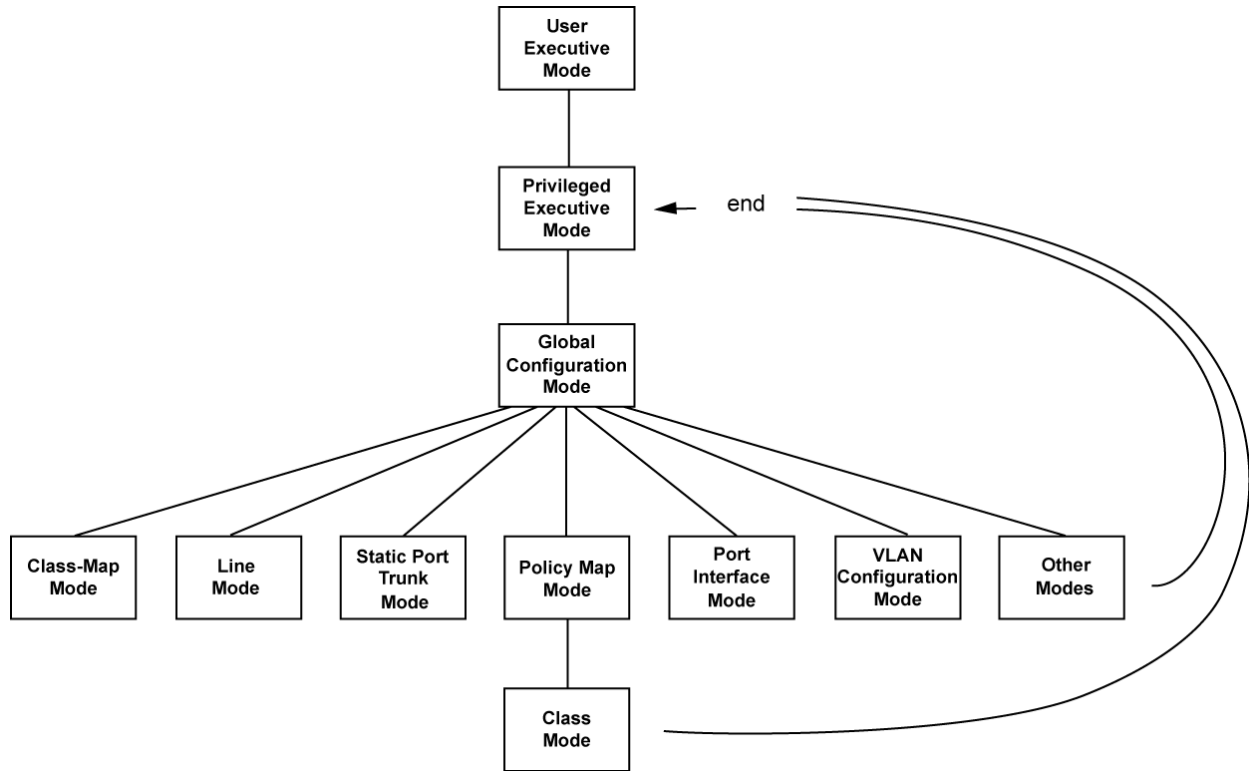 User
Executive
Mode
Privileged
Executive
Mode
end
Global
Configuration
Mode
Class-Map
Mode
Line
Mode
Static Port
Trunk
Mode
Policy Map
Mode
Port
Interface
Mode
VLAN
Configuration
Mode
Other
Modes
Class
Mode